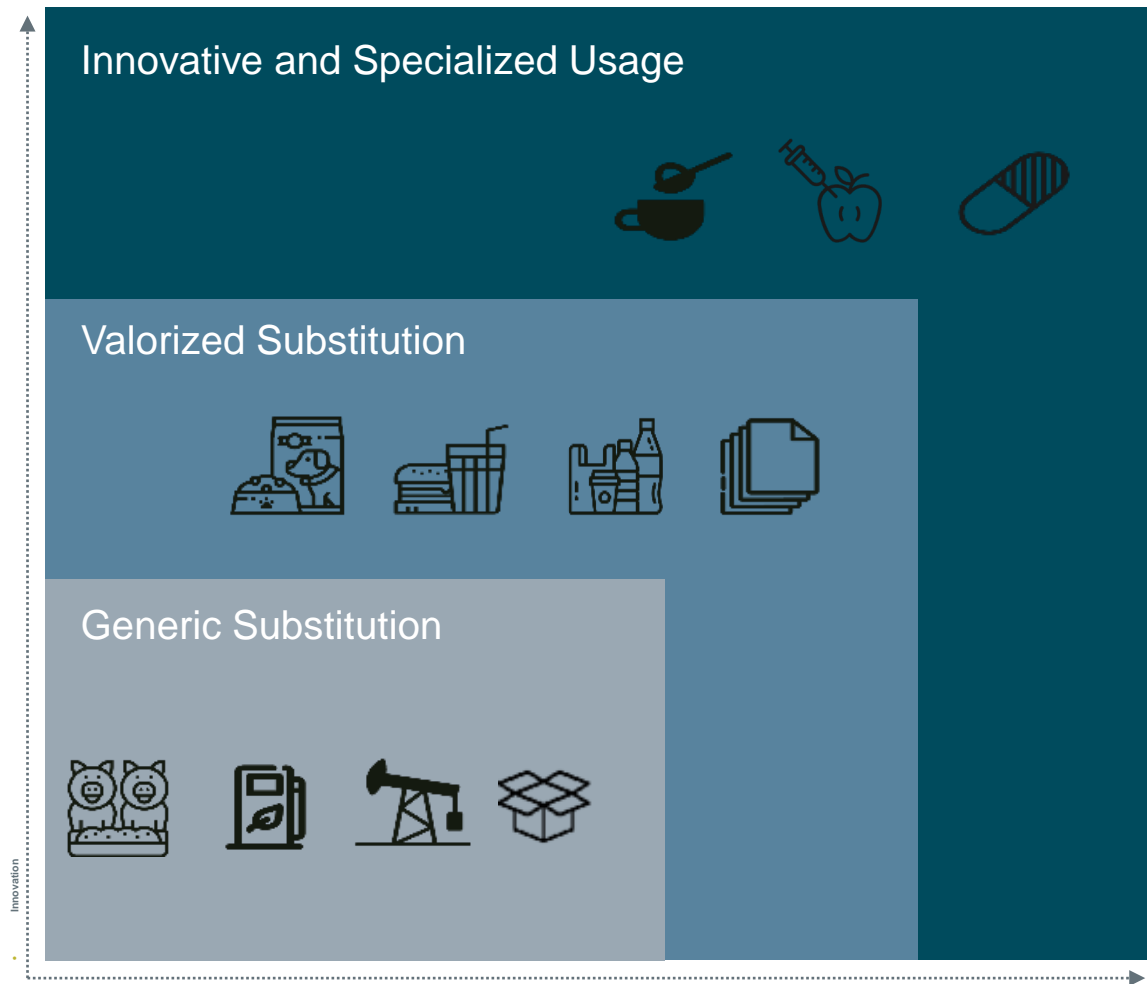 Innovative and Specialized Usage
Valorized Substitution
Generic Substitution
Innovation